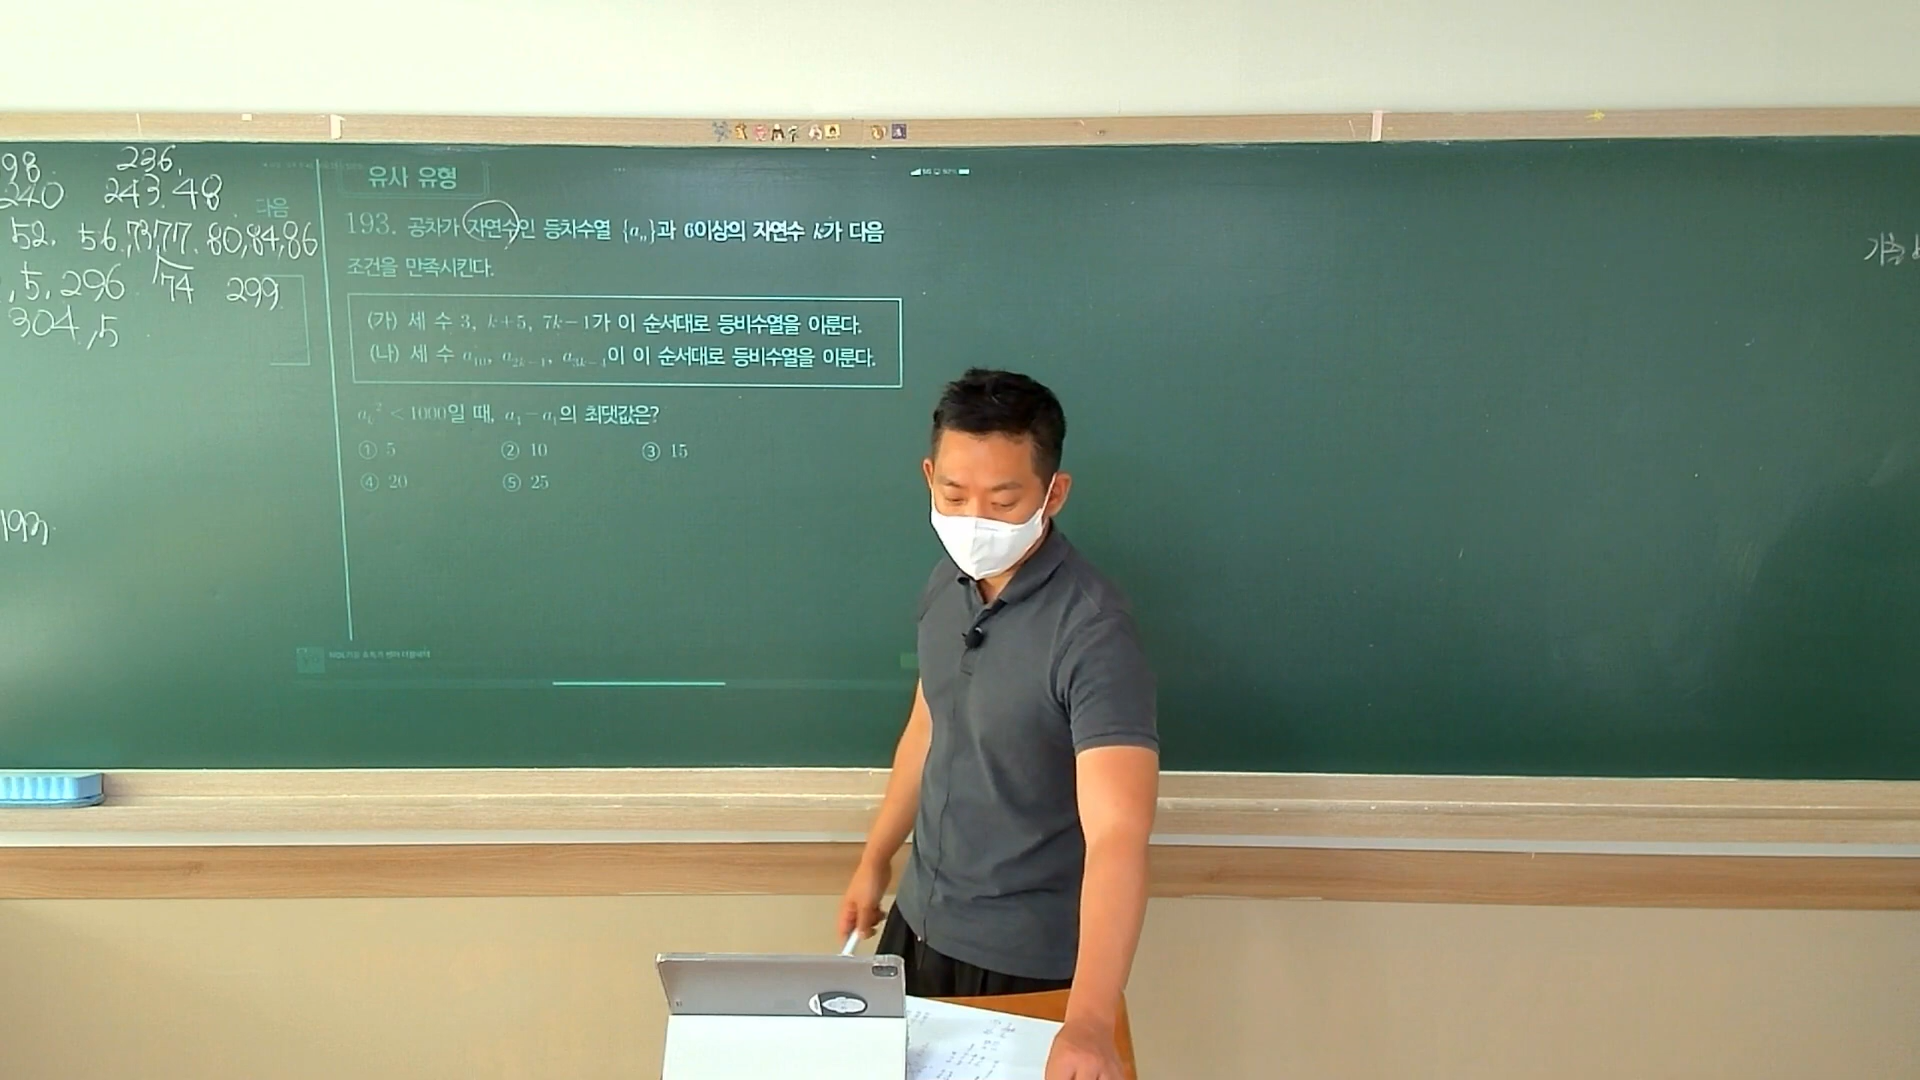 98 236,
240 243.48
52. 56.,73,77. 80,84,86
,5,296 74 299
304,5
193
다음
유사 유형
193. 공차가 자연수인 등차수열 {aₙ}과 6이상의 자연수 k가 다음
조건을 만족시킨다.
(가) 세 수 3, k+5, 7k-1가 이 순서대로 등비수열을 이룬다.
(나) 세 수 a₁₀, a₂ₖ₋₁, a₃ₖ₋₄이 이 순서대로 등비수열을 이룬다.
² < 1000일 때, 의 최댓값은?
① 5 ② 10 ③ 15
④ 20 ⑤ 25
기출